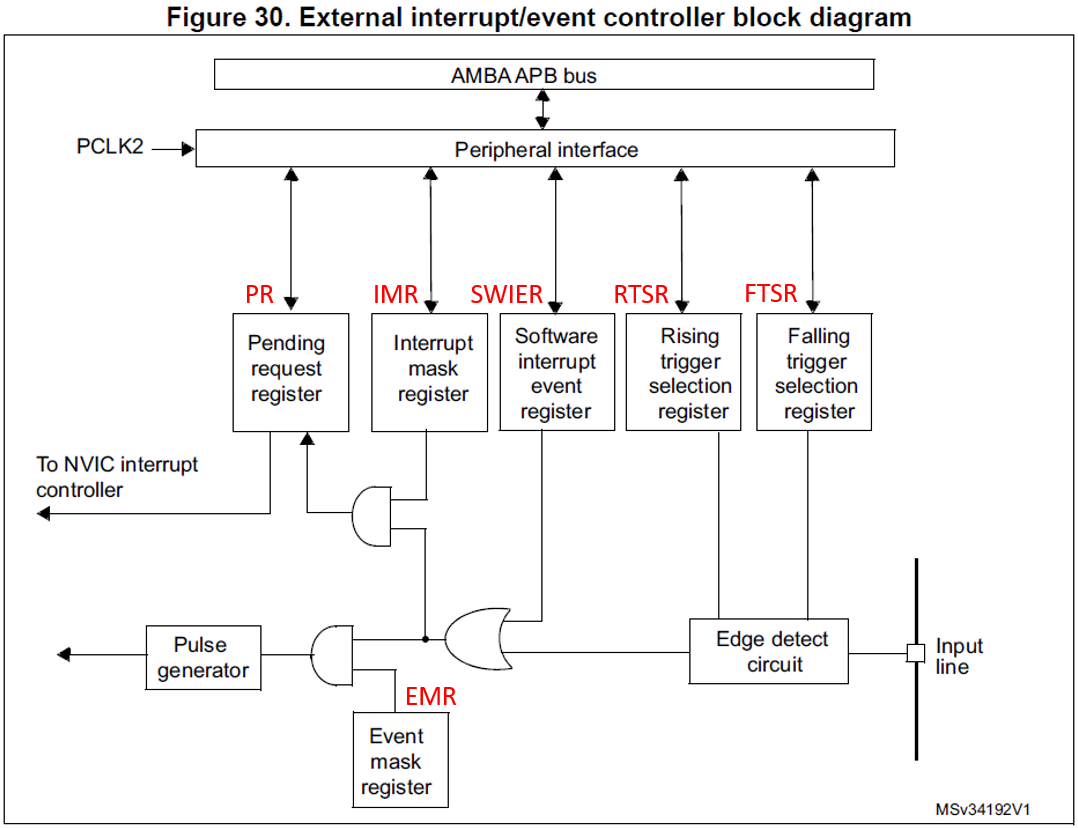 Figure 30. External interrupt/event controller block diagram
AMBA APB bus
PCLK2
Peripheral interface
PR
IMR
SWIER
RTSR
FTSR
Pending
request
register
Interrupt
mask
register
Software
interrupt
event
register
Rising
trigger
selection
register
Falling
trigger
selection
register
To NVIC interrupt
controller
Pulse
generator
Edge detect
circuit
Input
line
EMR
Event
mask
register
MSv34192V1